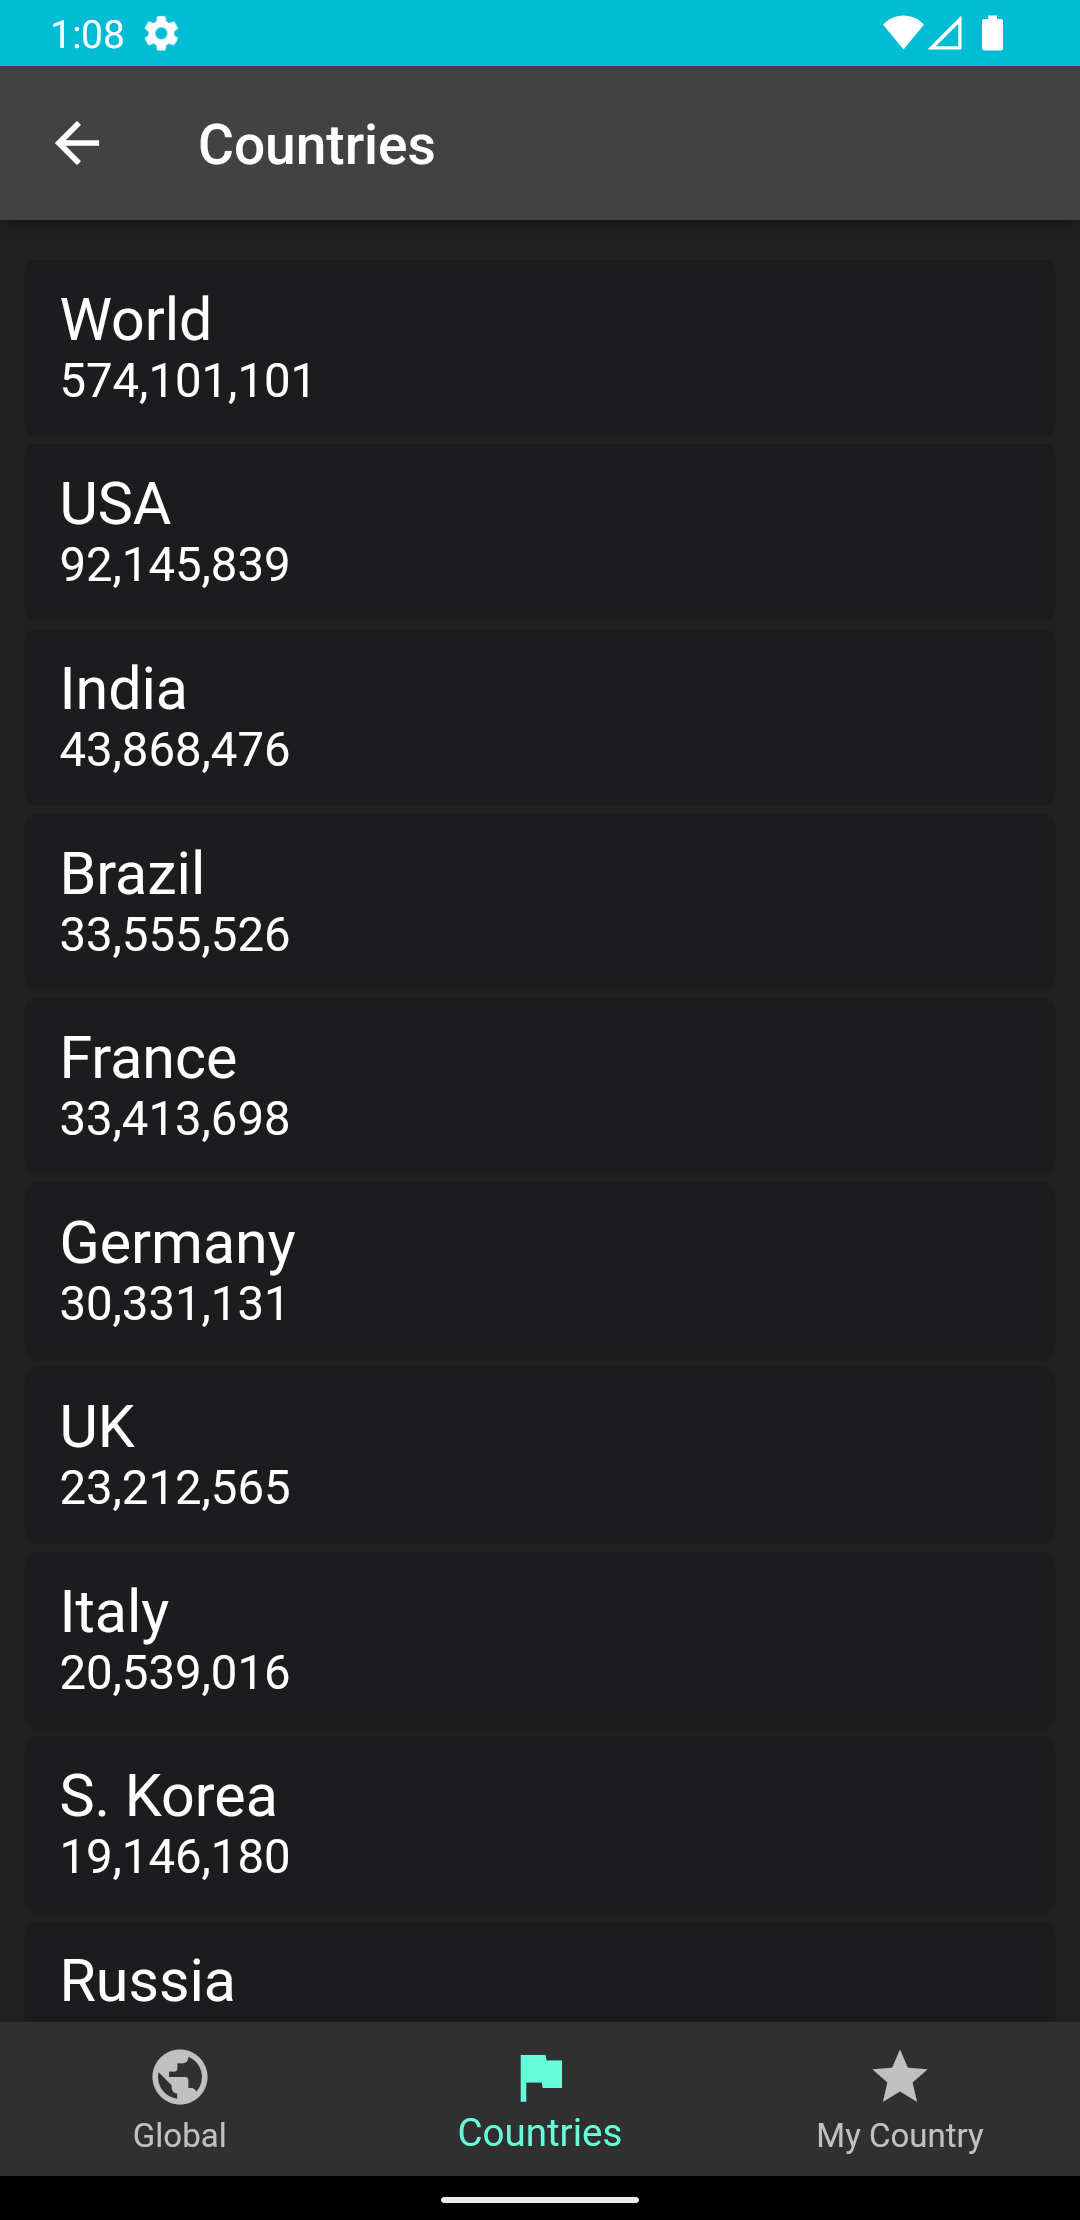 1:08
Countries
World
574,101,101
USA
92,145,839
India
43,868,476
Brazil
33,555,526
France
33,413,698
Germany
30,331,131
UK
23,212,565
Italy
20,539,016
S. Korea
19,146,180
Russia
Global
Countries
My Country